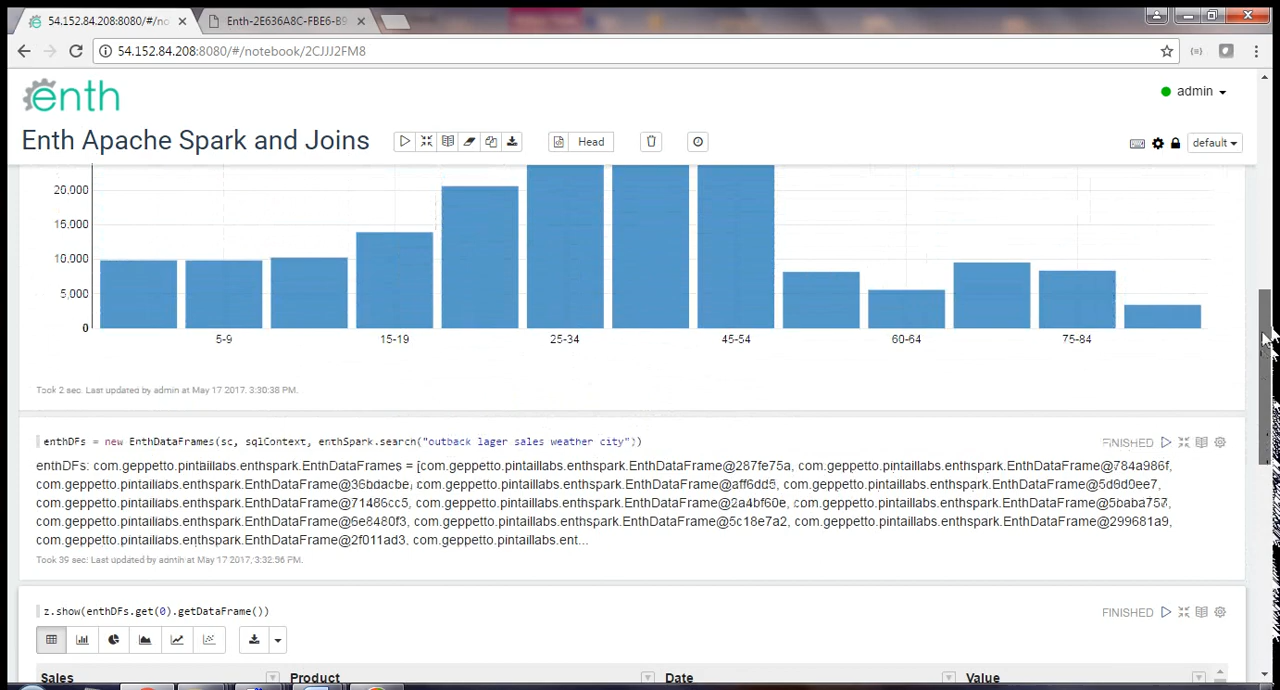 54.152.84.208:8080/#/no
Enth-2E636A8C-FBE6-B9
54.152.84.208:8080/#/notebook/2CJJJ2FM8
enth
admin
Enth Apache Spark and Joins
Head
default
20,000
15,000
10,000
5,000
0
5-9 15-19 25-34 45-54 60-64 75-84
Took 2 sec. Last updated by admin at May 17 2017, 3:30:38 PM.
enthDFs = new EnthDataFrames(sc, sqlContext, enthSpark.search("outback lager sales weather city"))
FINISHED
enthDFs: com.geppetto.pintaillabs.enthspark.EnthDataFrames = [com.geppetto.pintaillabs.enthspark.EnthDataFrame@287fe75a, com.geppetto.pintaillabs.enthspark.EnthDataFrame@784a986f,
com.geppetto.pintaillabs.enthspark.EnthDataFrame@36bdacbe, com.geppetto.pintaillabs.enthspark.EnthDataFrame@aff6dd5, com.geppetto.pintaillabs.enthspark.EnthDataFrame@5d8d0ee7,
com.geppetto.pintaillabs.enthspark.EnthDataFrame@71486cc5, com.geppetto.pintaillabs.enthspark.EnthDataFrame@2a4bf60e, com.geppetto.pintaillabs.enthspark.EnthDataFrame@5baba757,
com.geppetto.pintaillabs.enthspark.EnthDataFrame@6e8480f3, com.geppetto.pintaillabs.enthspark.EnthDataFrame@5c18e7a2, com.geppetto.pintaillabs.enthspark.EnthDataFrame@299681a9,
com.geppetto.pintaillabs.enthspark.EnthDataFrame@2f011ad3, com.geppetto.pintaillabs.ent...
Took 39 sec. Last updated by admin at May 17 2017, 3:32:56 PM.
z.show(enthDFs.get(0).getDataFrame())
FINISHED
Sales Product Date Value